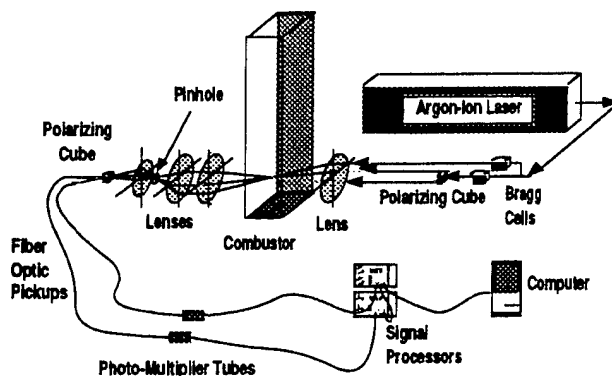 Pinhole
Argon-Ion Laser
Polarizing
Cube
Lenses
Combustor
Lens
Polarizing Cube
Bragg
Cells
Fiber
Optic
Pickups
Computer
Signal
Processors
Photo-Multiplier Tubes